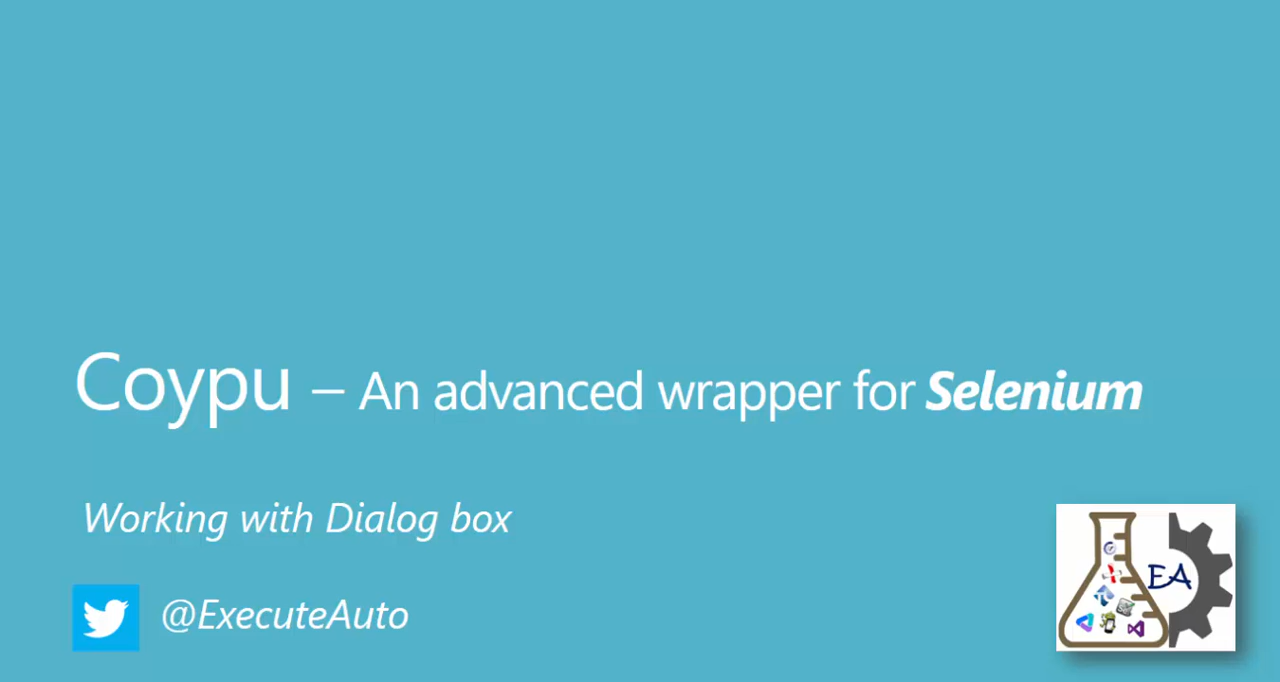 Coypu – An advanced wrapper for Selenium
Working with Dialog box
@ExecuteAuto
EA